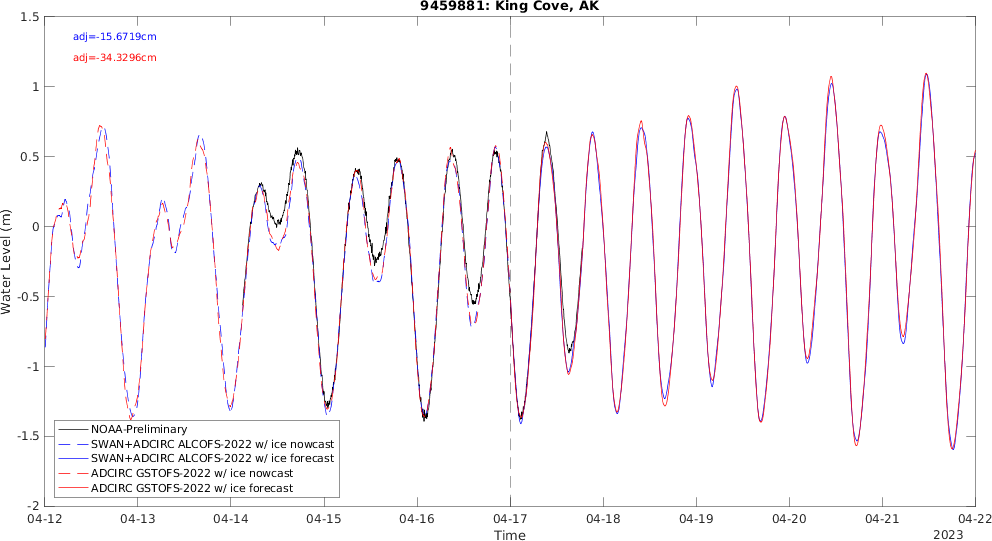 9459881: King Cove, AK
adj=-15.6719cm
adj=-34.3296cm
Water Level (m)
1.5
1
0.5
0
-0.5
-1
-1.5
-2
NOAA-Preliminary
SWAN+ADCIRC ALCOFS-2022 w/ ice nowcast
SWAN+ADCIRC ALCOFS-2022 w/ ice forecast
ADCIRC GSTOFS-2022 w/ ice nowcast
ADCIRC GSTOFS-2022 w/ ice forecast
04-12 04-13 04-14 04-15 04-16 04-17 04-18 04-19 04-20 04-21 04-22
Time
2023